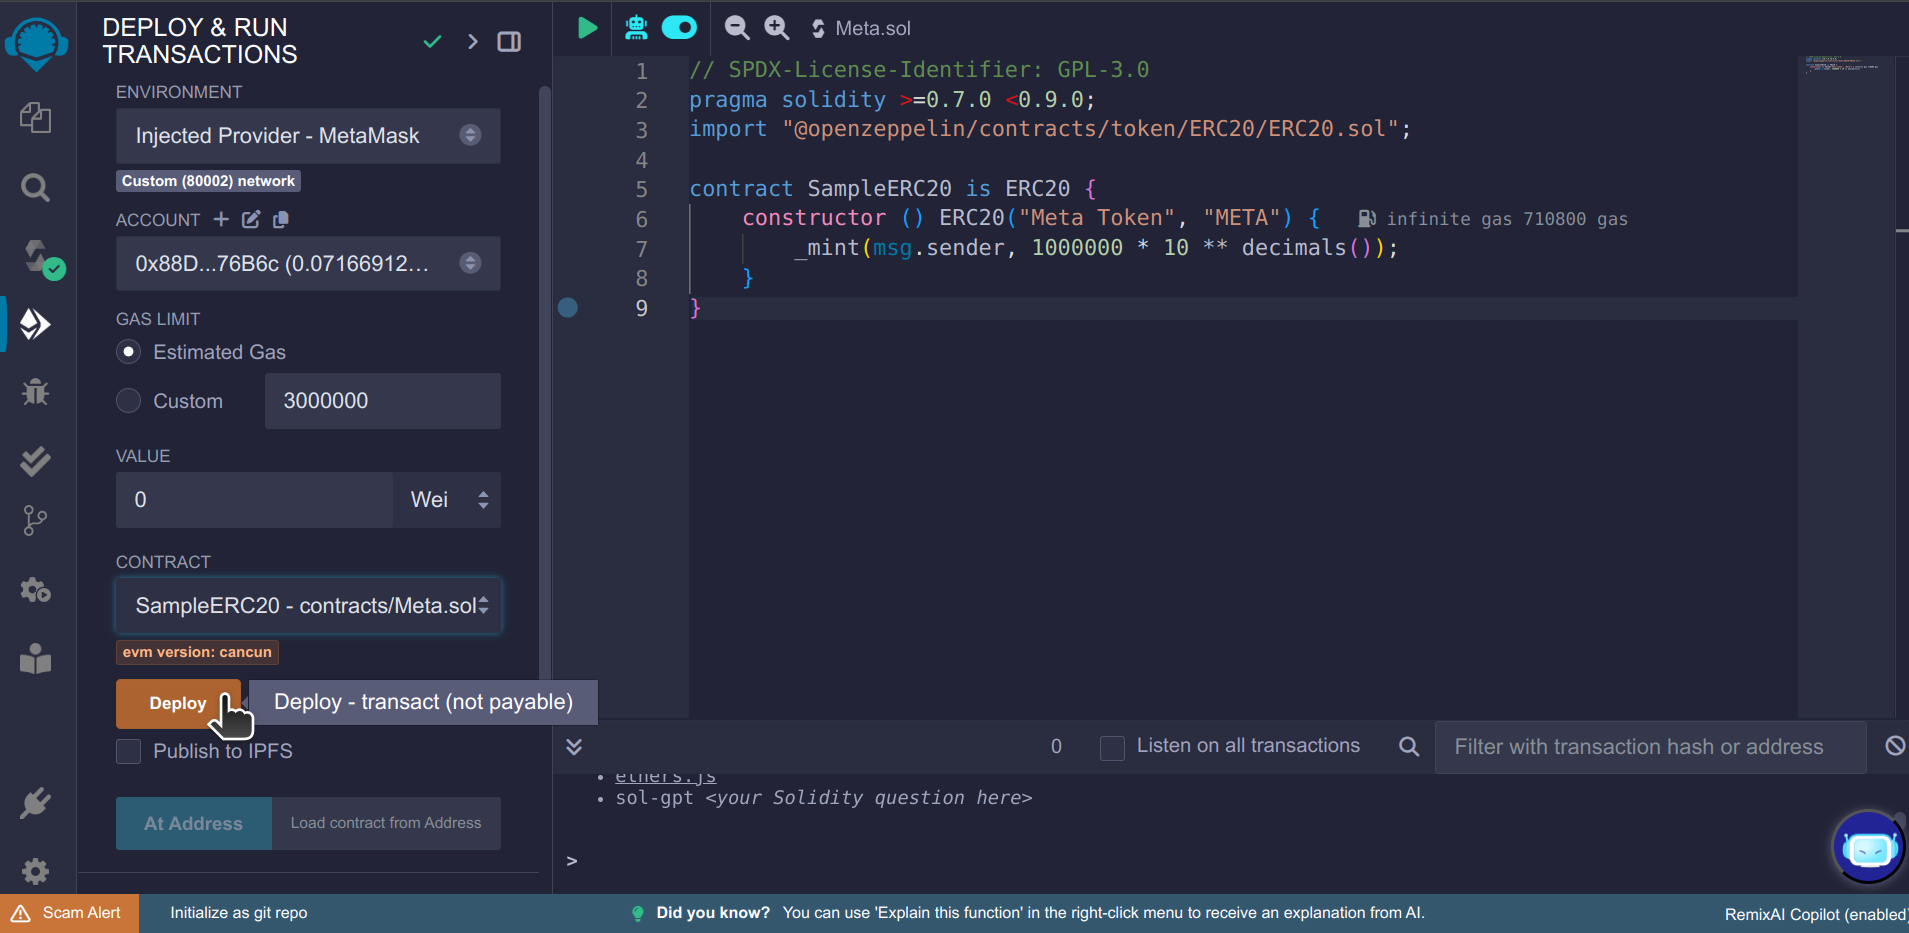 DEPLOY & RUN
TRANSACTIONS
ENVIRONMENT
Injected Provider - MetaMask
Custom (80002) network
ACCOUNT
0x88D...76B6c (0.07166912...
GAS LIMIT
Estimated Gas
Custom
3000000
VALUE
0
Wei
CONTRACT
SampleERC20 - contracts/Meta.sol
evm version: cancun
Deploy
Deploy - transact (not payable)
Publish to IPFS
At Address
Load contract from Address
Meta.sol
1 // SPDX-License-Identifier: GPL-3.0
2 pragma solidity >=0.7.0 <0.9.0;
3 import "@openzeppelin/contracts/token/ERC20/ERC20.sol";
4
5 contract SampleERC20 is ERC20 {
6 constructor () ERC20("Meta Token", "META") { infinite gas 710800 gas
7 _mint(msg.sender, 1000000 * 10 ** decimals());
8 }
9 }
0
Listen on all transactions
Filter with transaction hash or address
• ethers.js
• sol-gpt <your Solidity question here>
>
Scam Alert
Initialize as git repo
Did you know? You can use 'Explain this function' in the right-click menu to receive an explanation from AI.
RemixAI Copilot (enabled)